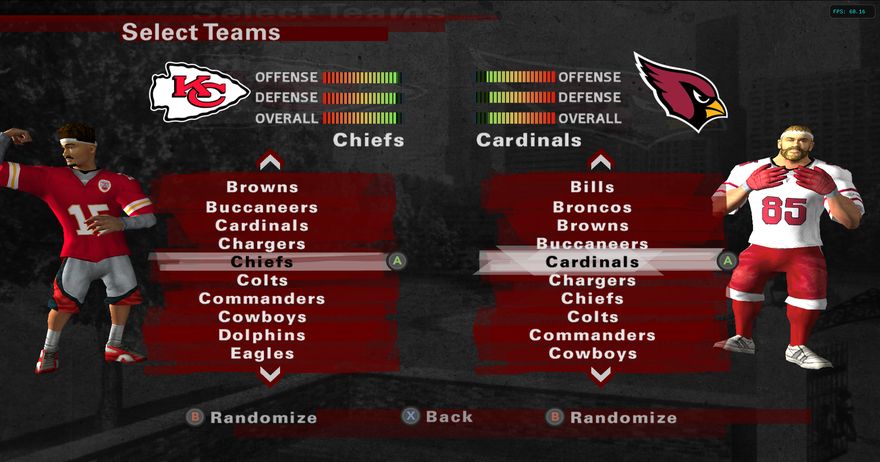 FPS: 60.16
Select Teams
KC
OFFENSE
DEFENSE
OVERALL
Chiefs
OFFENSE
DEFENSE
OVERALL
Cardinals
15
85
Browns
Buccaneers
Cardinals
Chargers
Chiefs A
Colts
Commanders
Cowboys
Dolphins
Eagles
Bills
Broncos
Browns
Buccaneers
Cardinals A
Chargers
Chiefs
Colts
Commanders
Cowboys
B Randomize
X Back
B Randomize